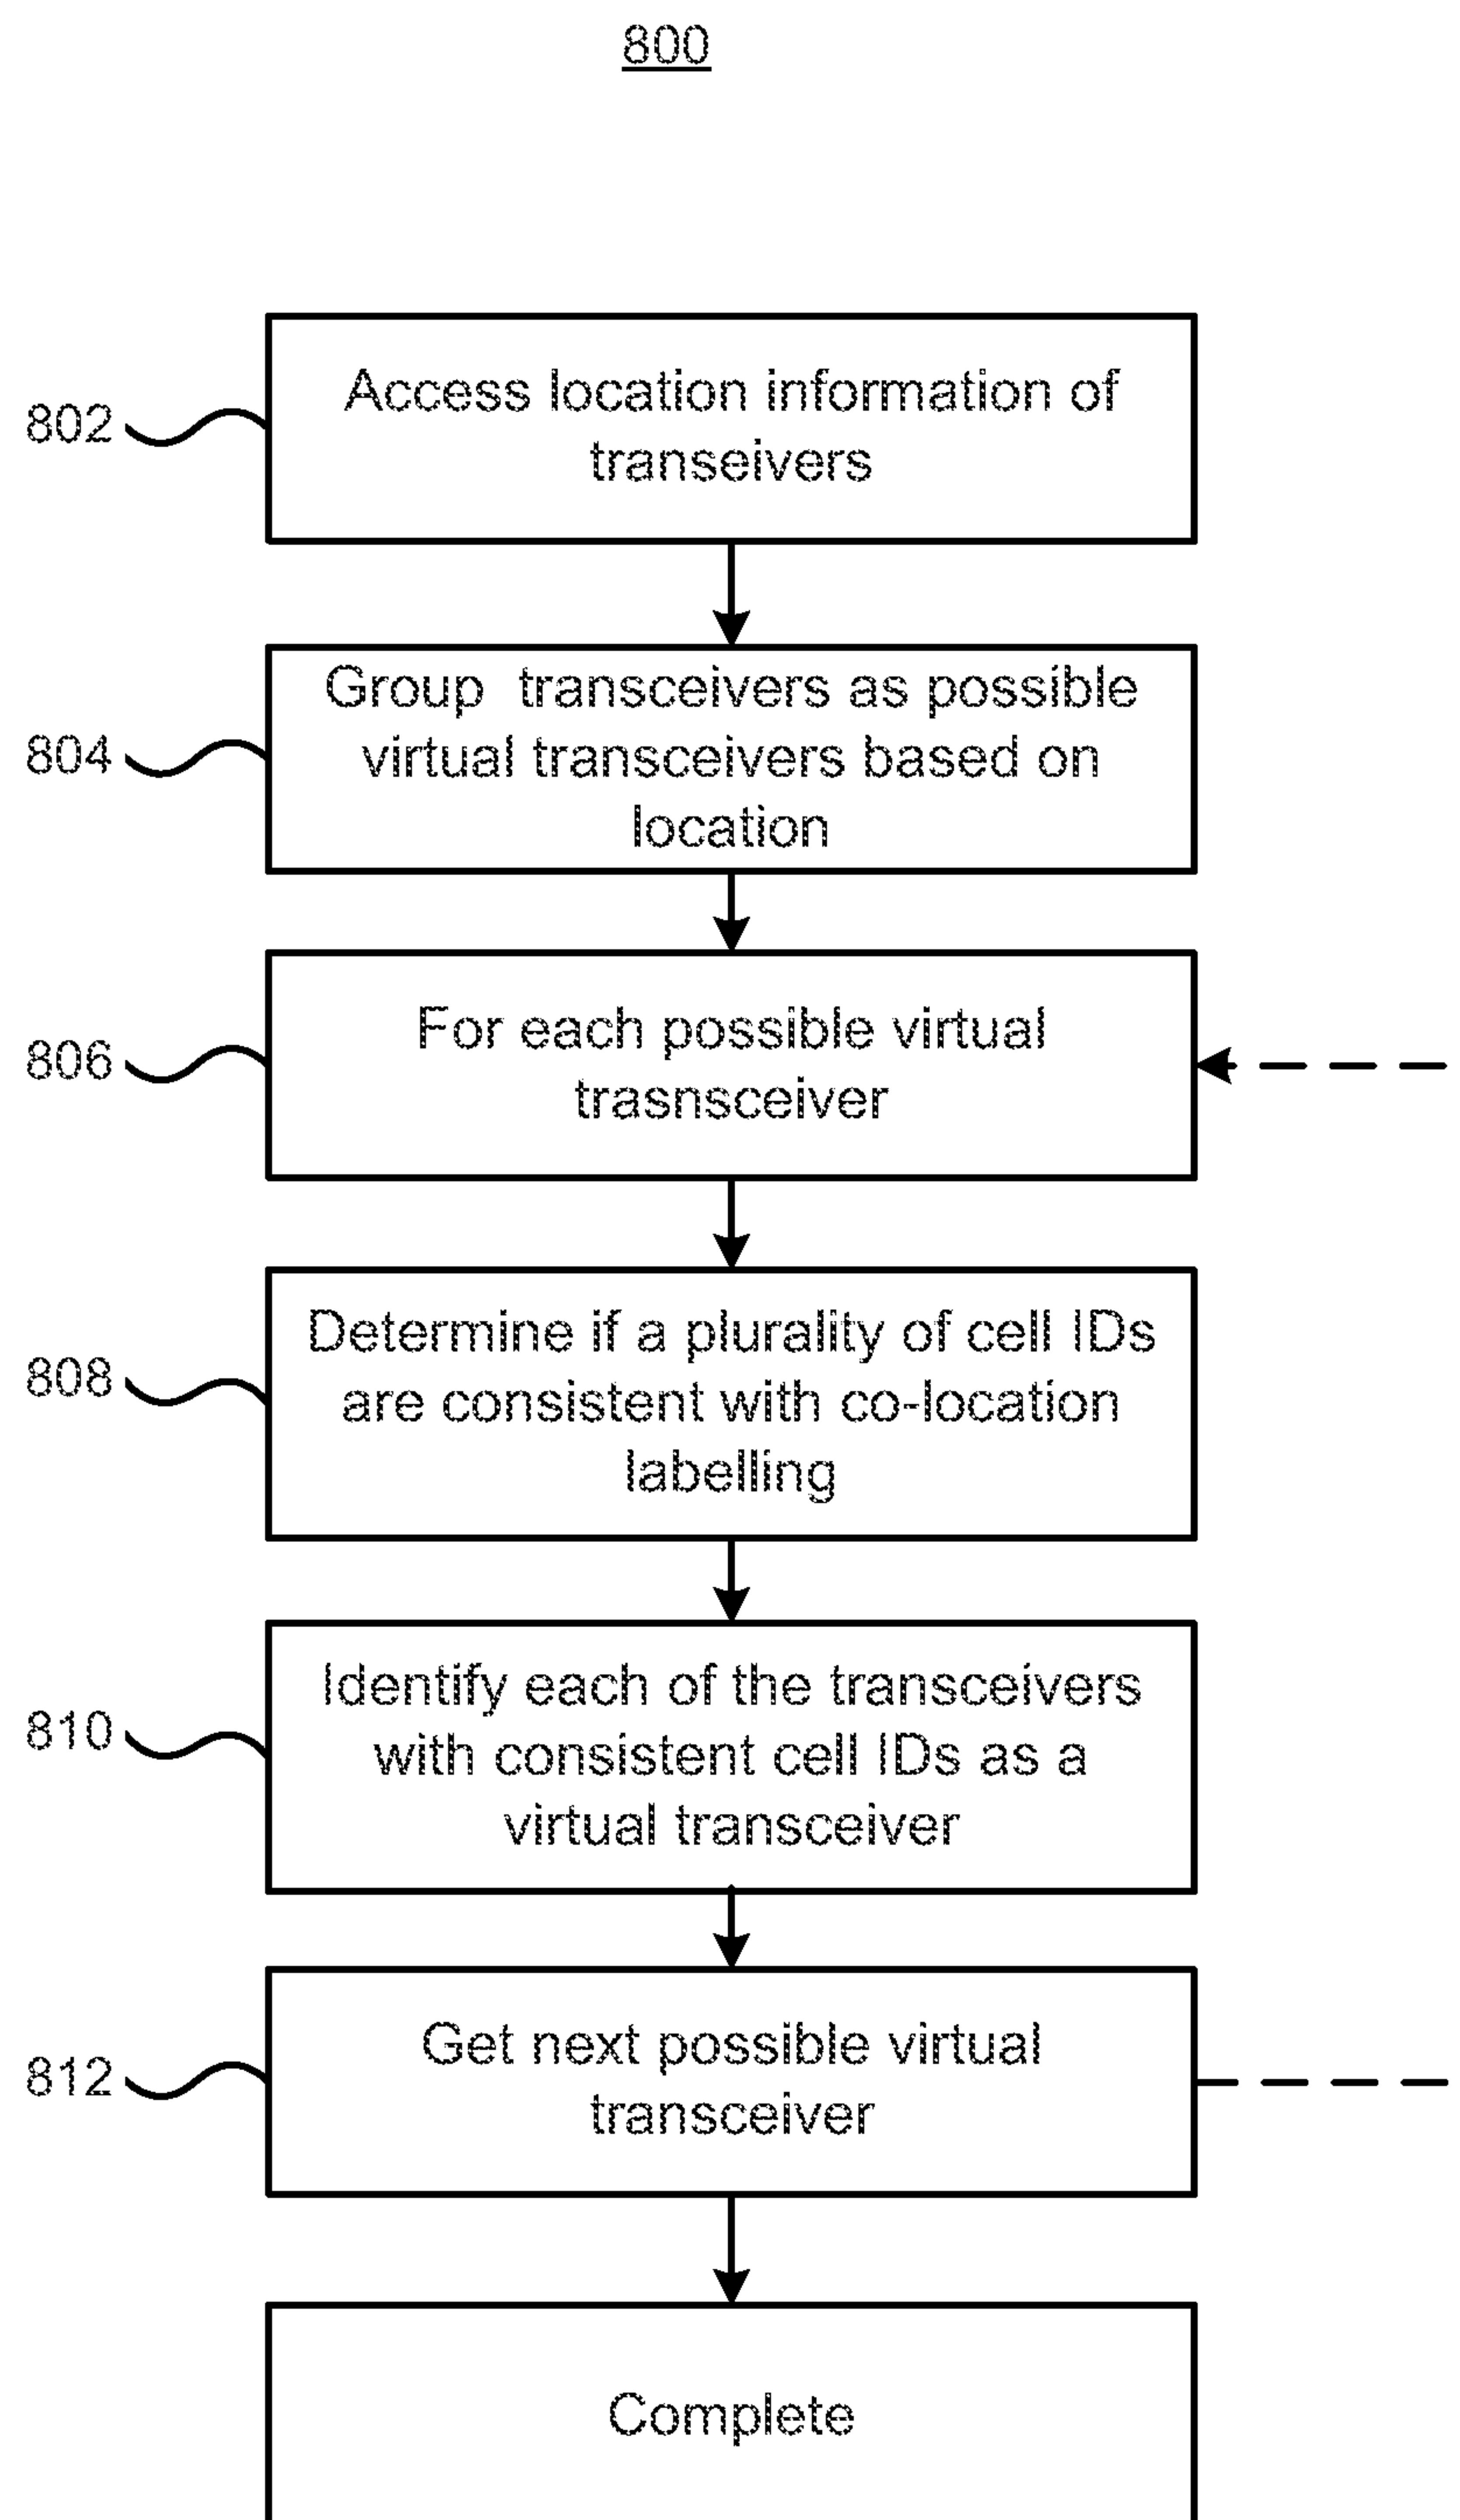 800
802
Access location information of
transeivers
804
Group transceivers as possible
virtual transceivers based on
location
806
For each possible virtual
trasnsceiver
808
Determine if a plurality of cell IDs
are consistent with co-location
labelling
810
Identify each of the transceivers
with consistent cell IDs as a
virtual transceiver
812
Get next possible virtual
transceiver
Complete